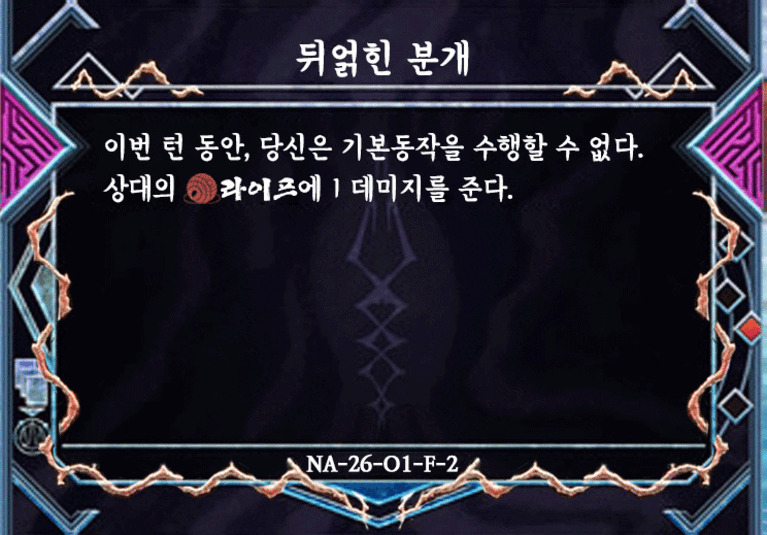 뒤얽힌 분개
이번 턴 동안, 당신은 기본동작을 수행할 수 없다.
상대의 라이프에 1 데미지를 준다.
NA-26-O1-F-2